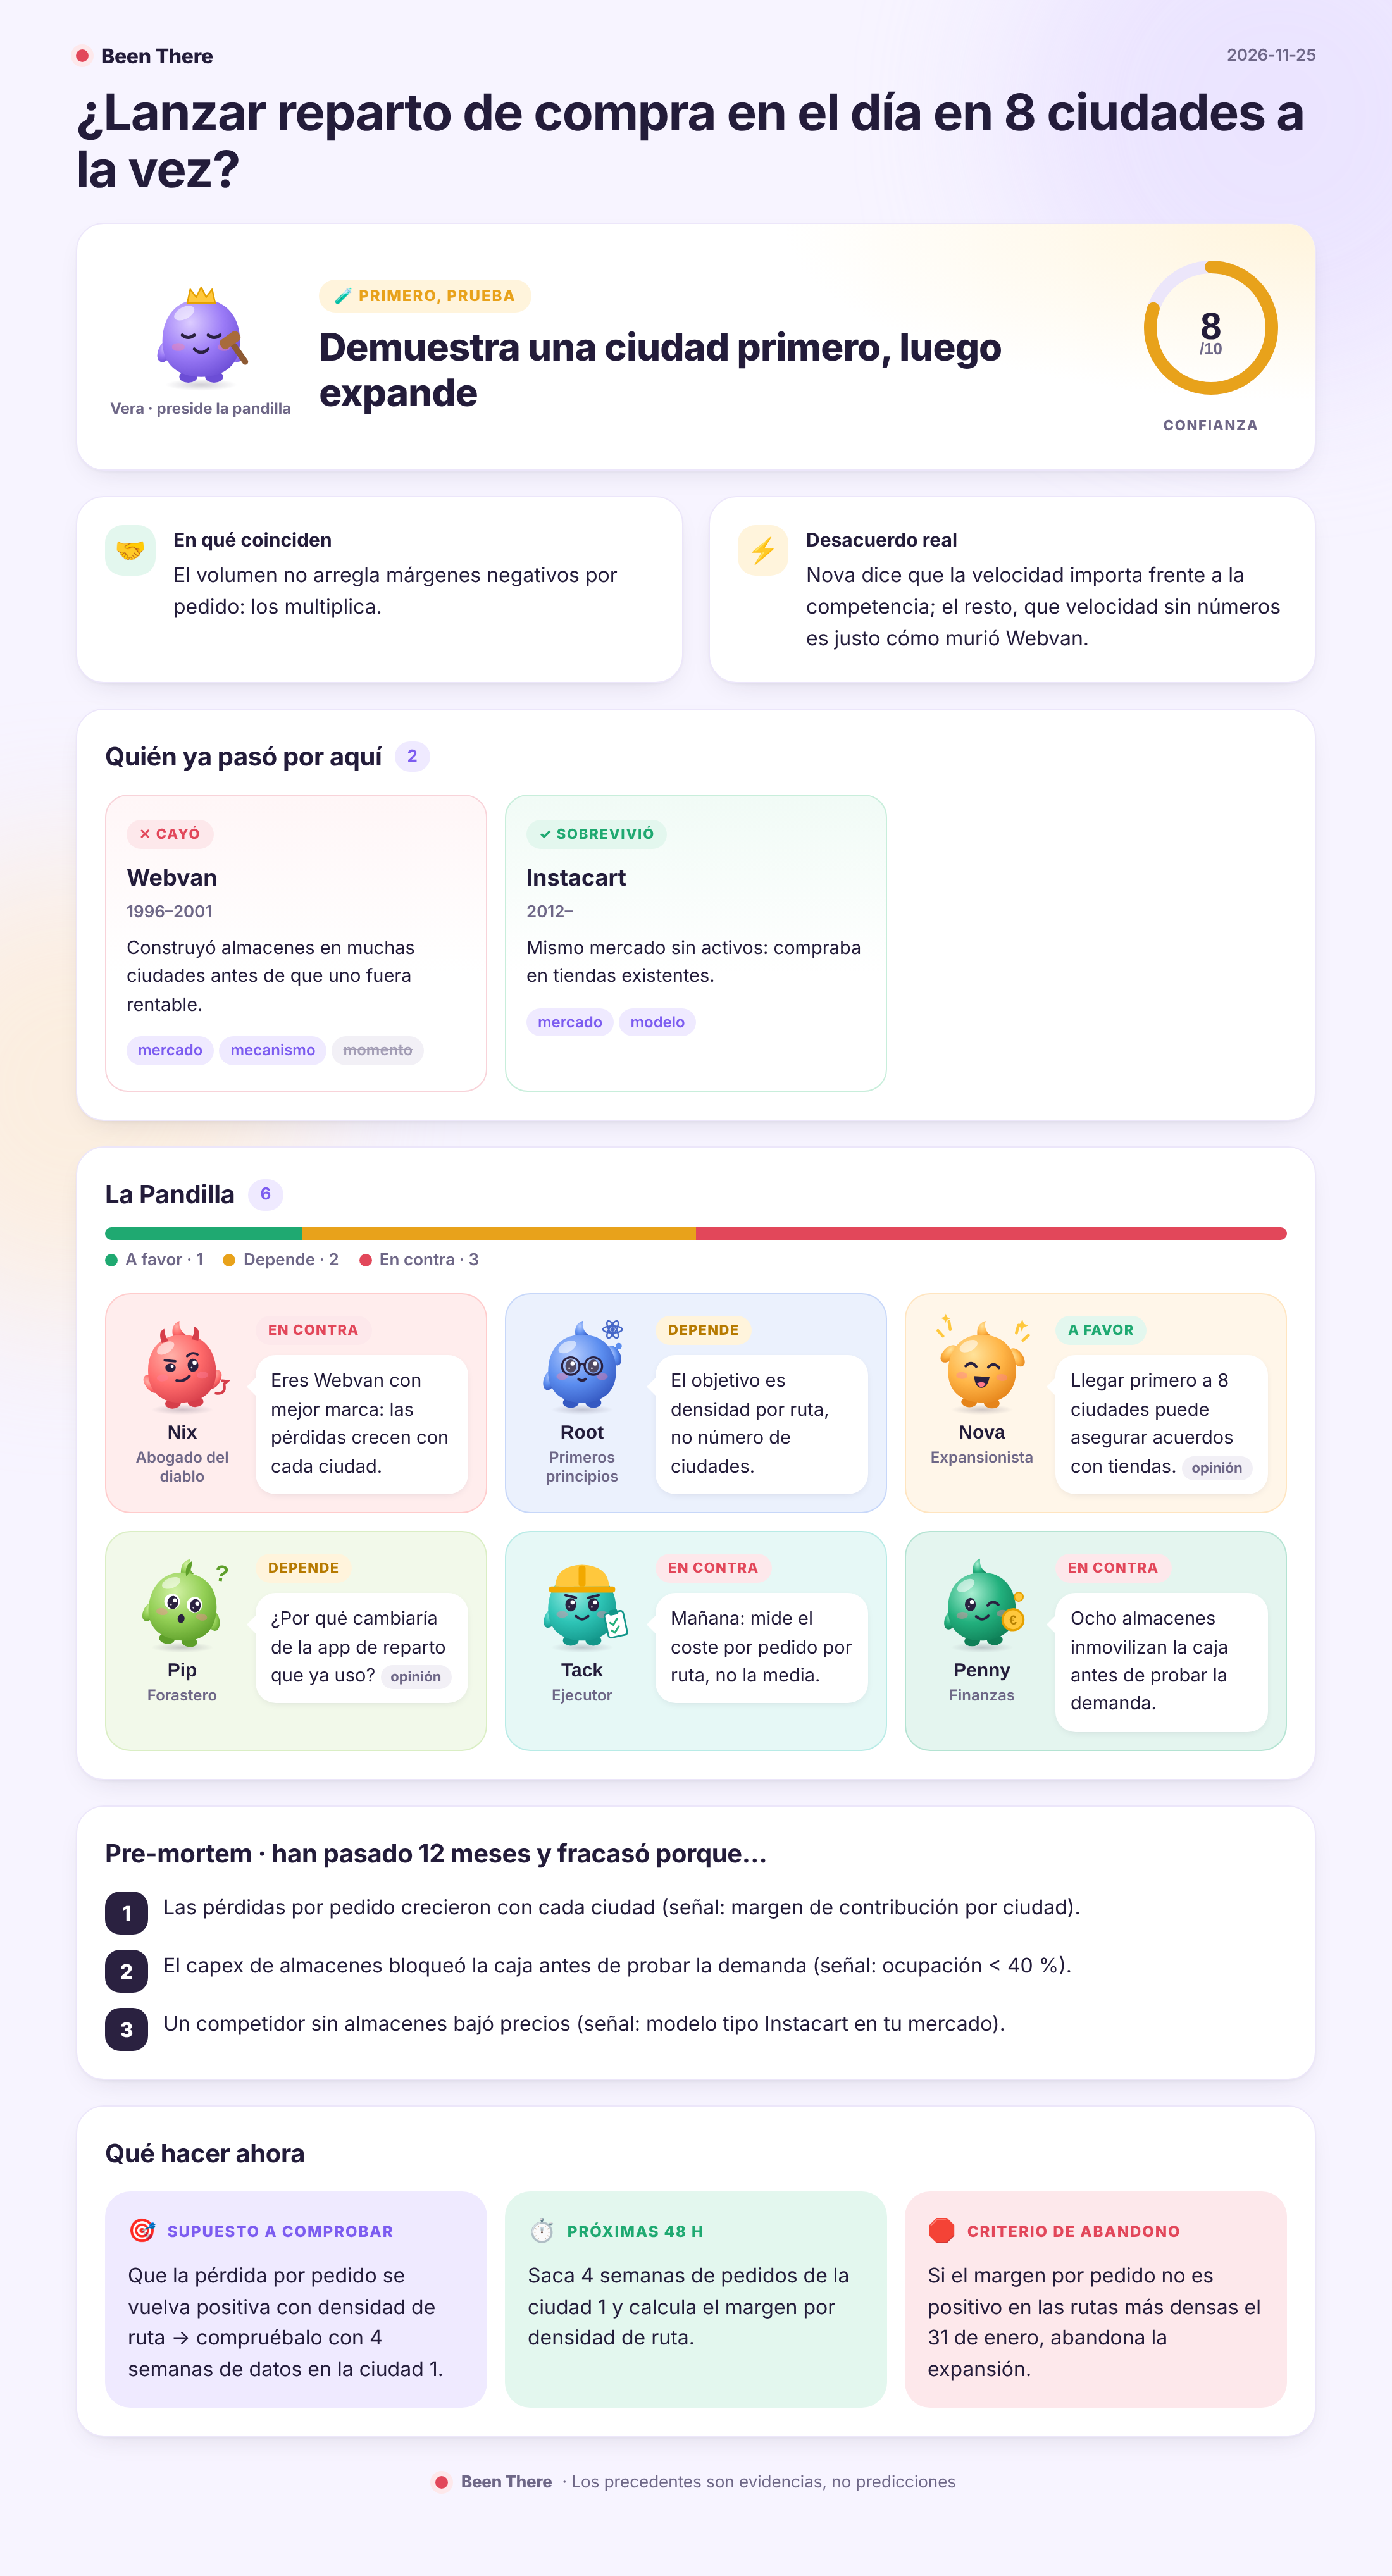 Been There
2026-11-25
¿Lanzar reparto de compra en el día en 8 ciudades a
la vez?
Vera · preside la pandilla
🧪 PRIMERO, PRUEBA
Demuestra una ciudad primero, luego
expande
8
/10
CONFIANZA
🤝
En qué coinciden
El volumen no arregla márgenes negativos por
pedido: los multiplica.
⚡
Desacuerdo real
Nova dice que la velocidad importa frente a la
competencia; el resto, que velocidad sin números
es justo cómo murió Webvan.
Quién ya pasó por aquí 2
✕ CAYÓ
Webvan
1996–2001
Construyó almacenes en muchas
ciudades antes de que uno fuera
rentable.
mercado mecanismo momento
✓ SOBREVIVIÓ
Instacart
2012–
Mismo mercado sin activos: compraba
en tiendas existentes.
mercado modelo
La Pandilla 6
A favor · 1 Depende · 2 En contra · 3
Nix
Abogado del
diablo
EN CONTRA
Eres Webvan con
mejor marca: las
pérdidas crecen con
cada ciudad.
Root
Primeros
principios
DEPENDE
El objetivo es
densidad por ruta,
no número de
ciudades.
Nova
Expansionista
A FAVOR
Llegar primero a 8
ciudades puede
asegurar acuerdos
con tiendas. opinión
?
Pip
Forastero
DEPENDE
¿Por qué cambiaría
de la app de reparto
que ya uso? opinión
Tack
Ejecutor
EN CONTRA
Mañana: mide el
coste por pedido por
ruta, no la media.
€
Penny
Finanzas
EN CONTRA
Ocho almacenes
inmovilizan la caja
antes de probar la
demanda.
Pre-mortem · han pasado 12 meses y fracasó porque…
1 Las pérdidas por pedido crecieron con cada ciudad (señal: margen de contribución por ciudad).
2 El capex de almacenes bloqueó la caja antes de probar la demanda (señal: ocupación < 40 %).
3 Un competidor sin almacenes bajó precios (señal: modelo tipo Instacart en tu mercado).
Qué hacer ahora
🎯 SUPUESTO A COMPROBAR
Que la pérdida por pedido se
vuelva positiva con densidad de
ruta → compruébalo con 4
semanas de datos en la ciudad 1.
⏱️ PRÓXIMAS 48 H
Saca 4 semanas de pedidos de la
ciudad 1 y calcula el margen por
densidad de ruta.
🛑 CRITERIO DE ABANDONO
Si el margen por pedido no es
positivo en las rutas más densas el
31 de enero, abandona la
expansión.
Been There · Los precedentes son evidencias, no predicciones